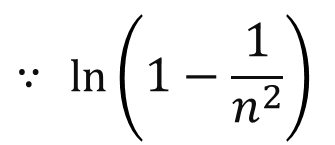 ∵ ln(1 − 1/n²)